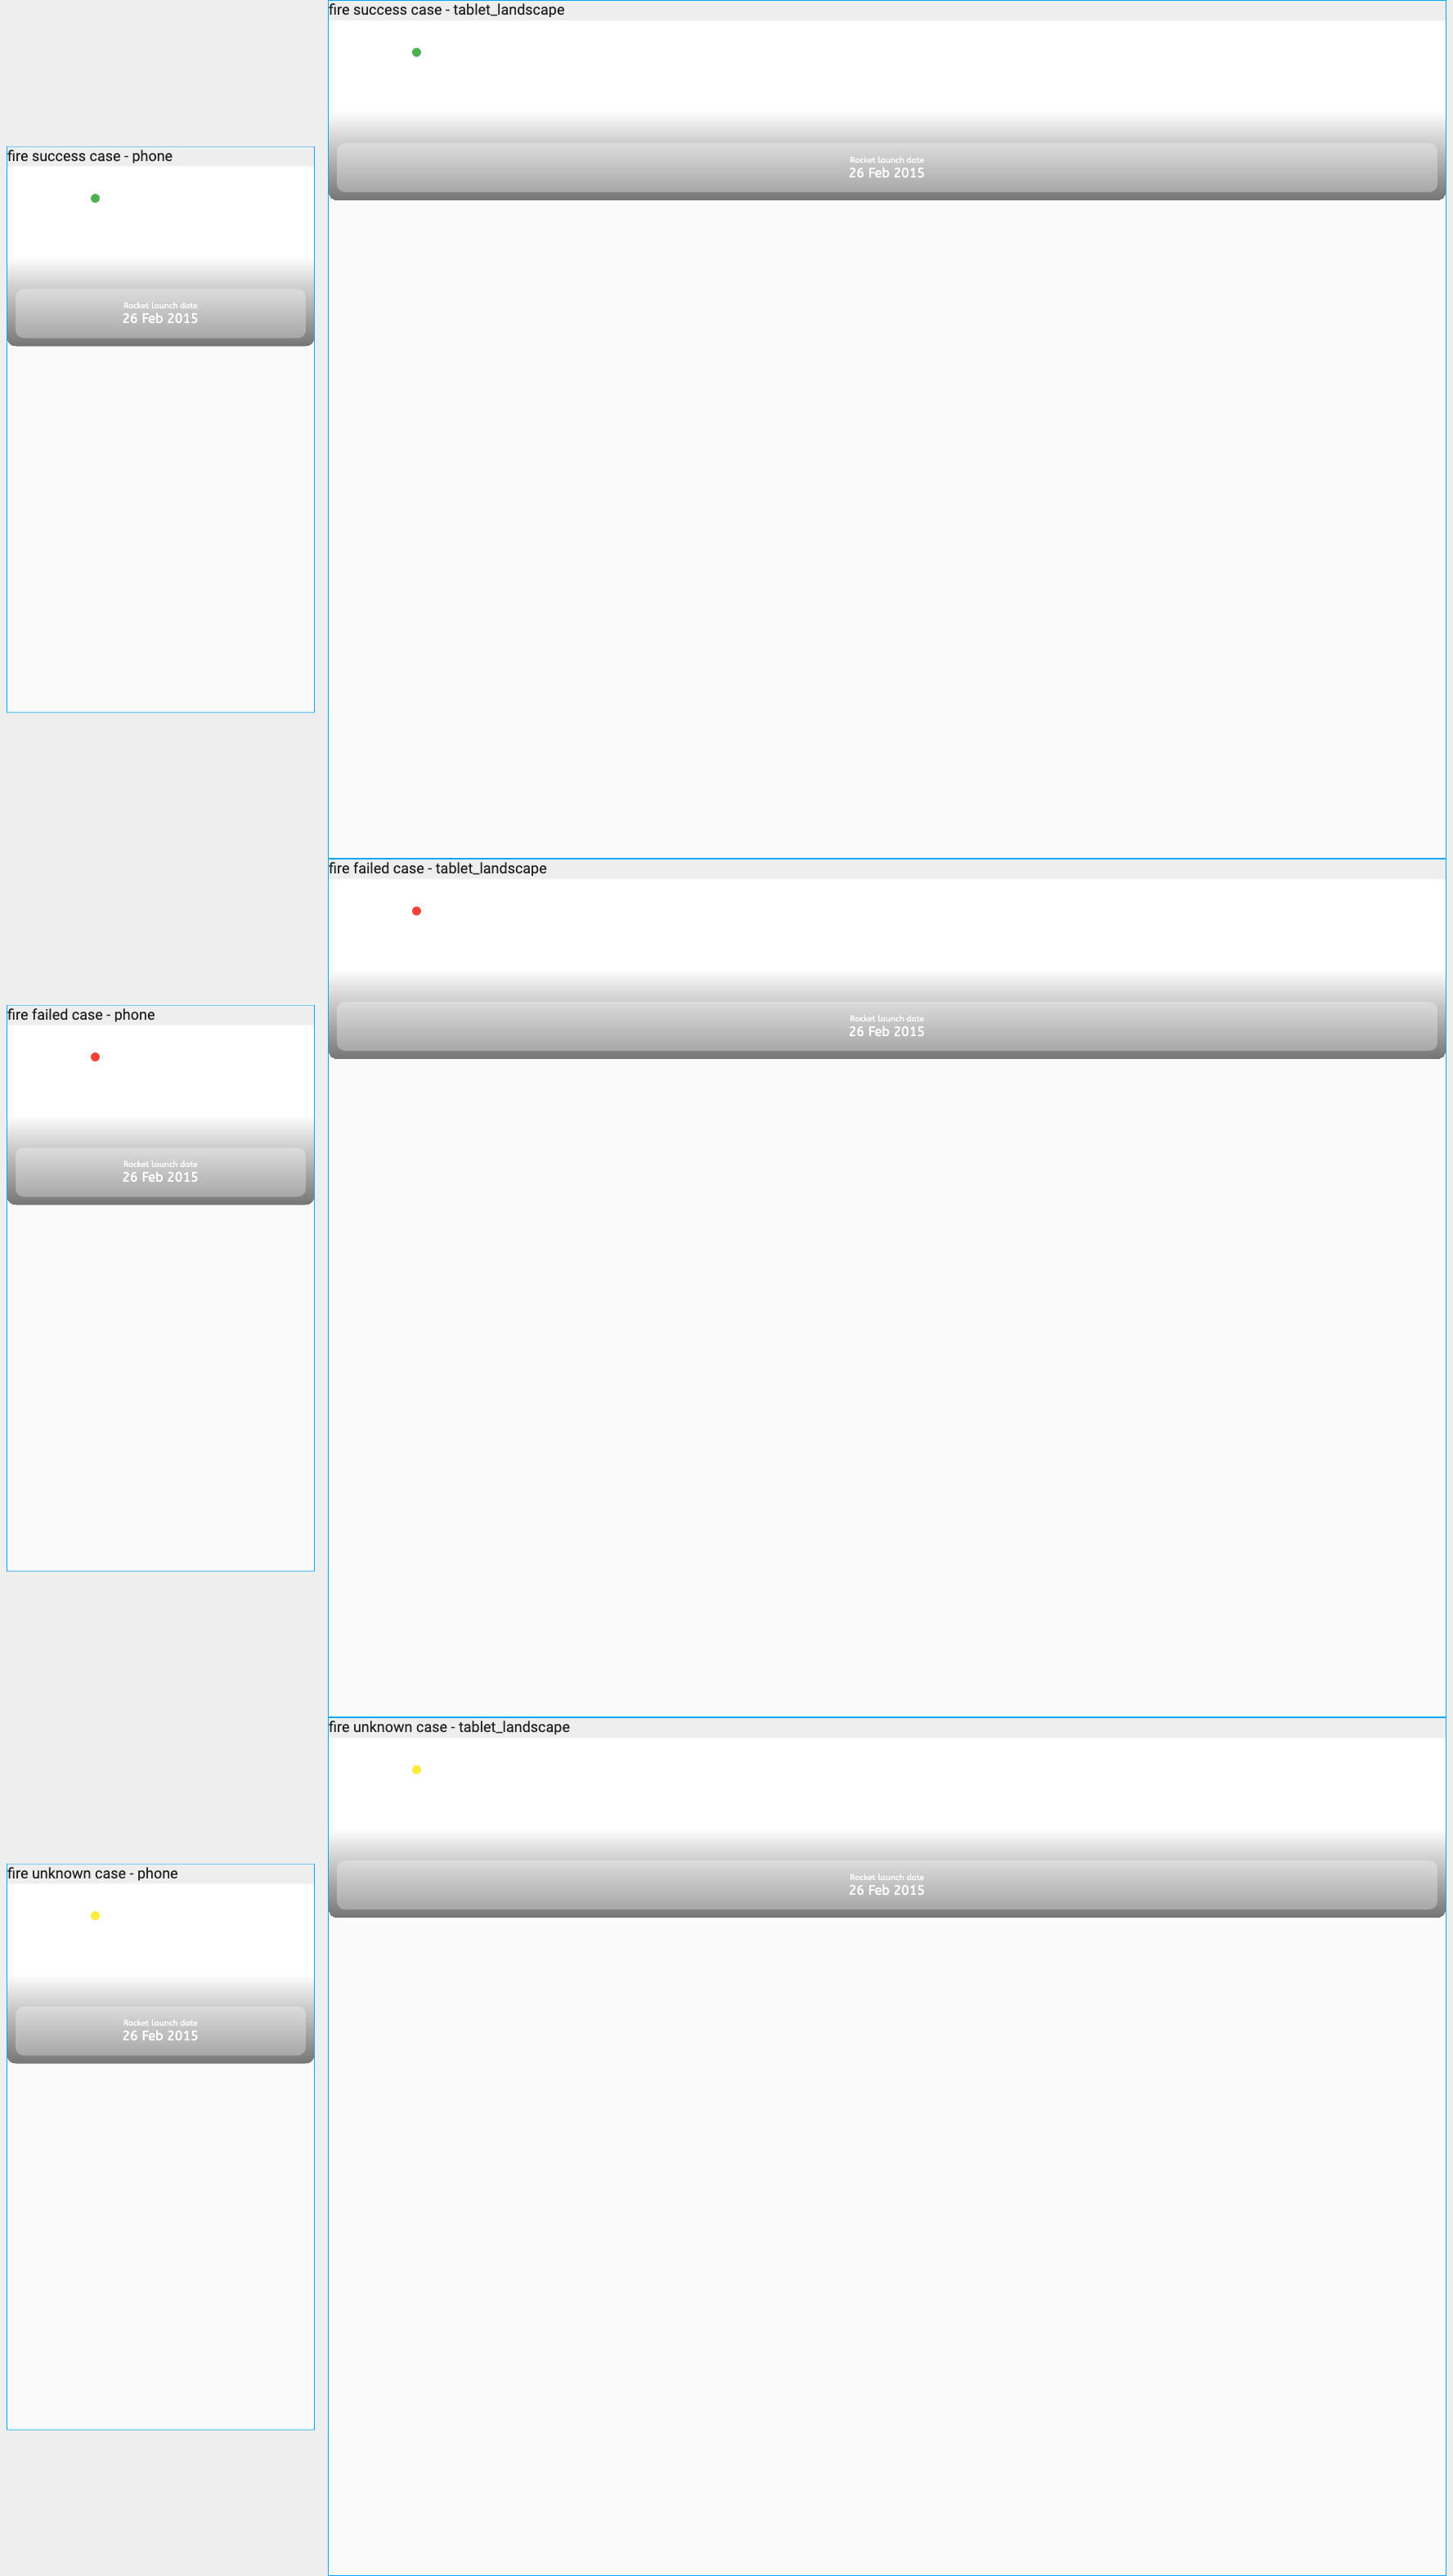 fire success case - tablet_landscape
Rocket launch date
26 Feb 2015
fire success case - phone
Rocket launch date
26 Feb 2015
fire failed case - tablet_landscape
Rocket launch date
26 Feb 2015
fire failed case - phone
Rocket launch date
26 Feb 2015
fire unknown case - tablet_landscape
Rocket launch date
26 Feb 2015
fire unknown case - phone
Rocket launch date
26 Feb 2015